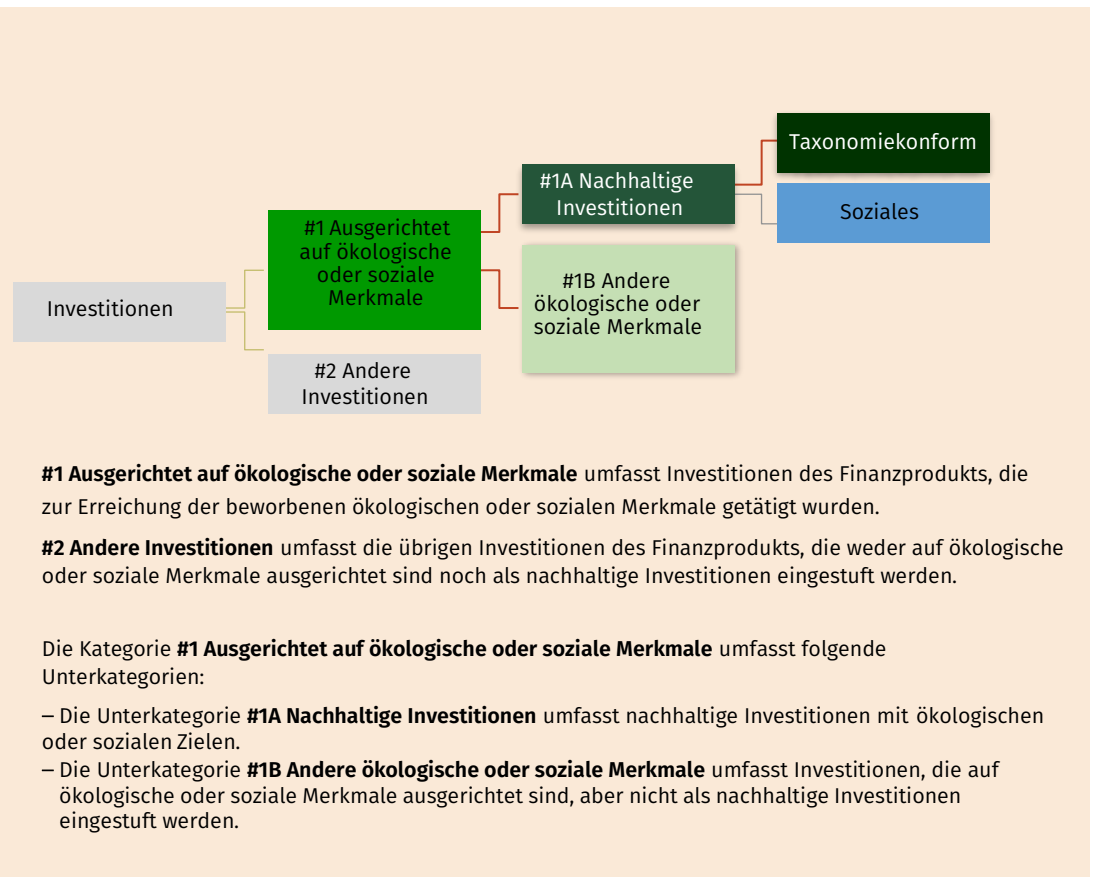 Taxonomiekonform
#1A Nachhaltige
Investitionen
Soziales
#1 Ausgerichtet
auf ökologische
oder soziale
Merkmale
#1B Andere
ökologische oder
soziale Merkmale
Investitionen
#2 Andere
Investitionen
#1 Ausgerichtet auf ökologische oder soziale Merkmale umfasst Investitionen des Finanzprodukts, die
zur Erreichung der beworbenen ökologischen oder sozialen Merkmale getätigt wurden.
#2 Andere Investitionen umfasst die übrigen Investitionen des Finanzprodukts, die weder auf ökologische
oder soziale Merkmale ausgerichtet sind noch als nachhaltige Investitionen eingestuft werden.
Die Kategorie #1 Ausgerichtet auf ökologische oder soziale Merkmale umfasst folgende
Unterkategorien:
– Die Unterkategorie #1A Nachhaltige Investitionen umfasst nachhaltige Investitionen mit ökologischen
oder sozialen Zielen.
– Die Unterkategorie #1B Andere ökologische oder soziale Merkmale umfasst Investitionen, die auf
ökologische oder soziale Merkmale ausgerichtet sind, aber nicht als nachhaltige Investitionen
eingestuft werden.